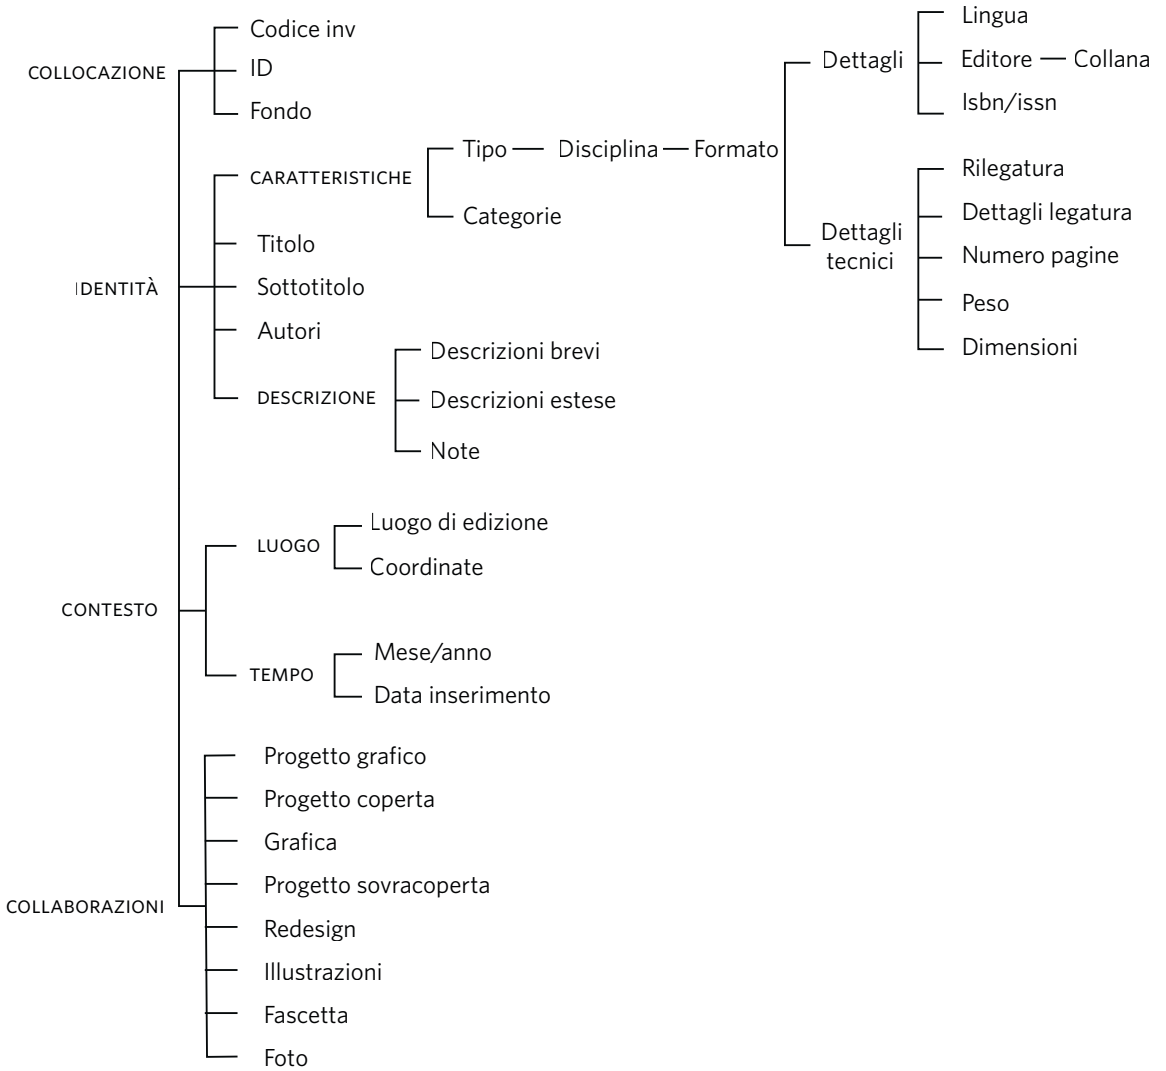 COLLOCAZIONE
Codice inv
ID
Fondo
IDENTITÀ
CARATTERISTICHE
Tipo
Disciplina
Formato
Dettagli
Lingua
Editore
Collana
Isbn/issn
Dettagli
tecnici
Rilegatura
Dettagli legatura
Numero pagine
Peso
Dimensioni
Categorie
Titolo
Sottotitolo
Autori
DESCRIZIONE
Descrizioni brevi
Descrizioni estese
Note
CONTESTO
LUOGO
Luogo di edizione
Coordinate
TEMPO
Mese/anno
Data inserimento
COLLABORAZIONI
Progetto grafico
Progetto coperta
Grafica
Progetto sovracoperta
Redesign
Illustrazioni
Fascetta
Foto